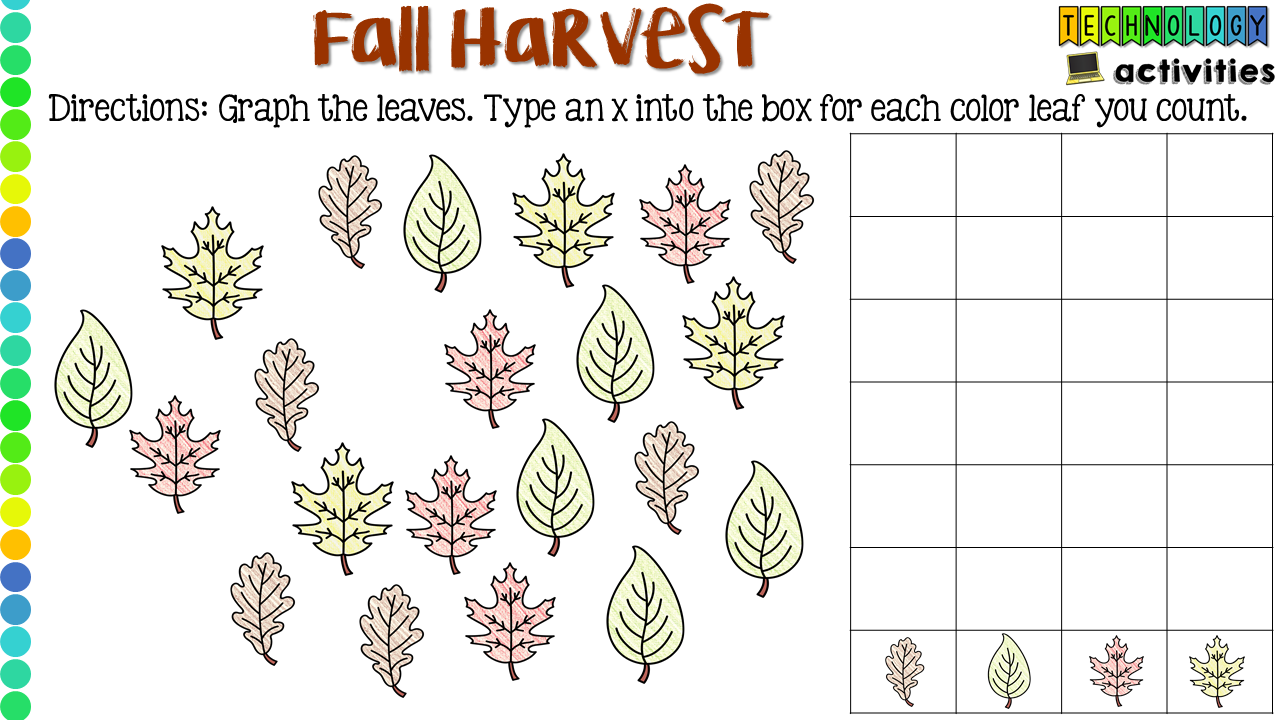 Fall Harvest
TECHNOLOGY
activities
Directions: Graph the leaves. Type an x into the box for each color leaf you count.